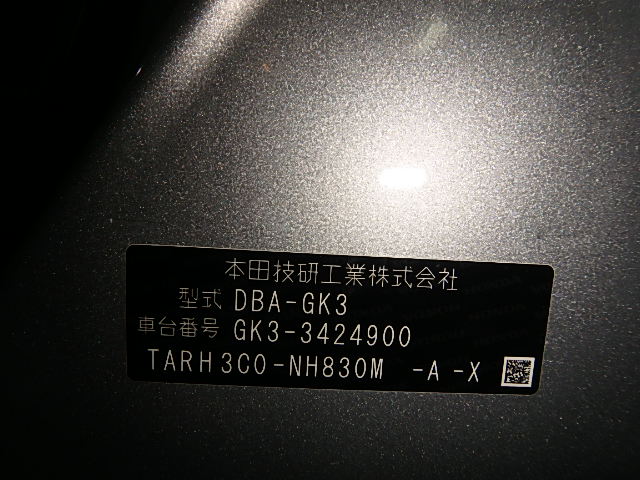 本田技研工業株式会社
型式 DBA-GK3
車台番号 GK3-3424900
TARH3C0-NH830M -A-X